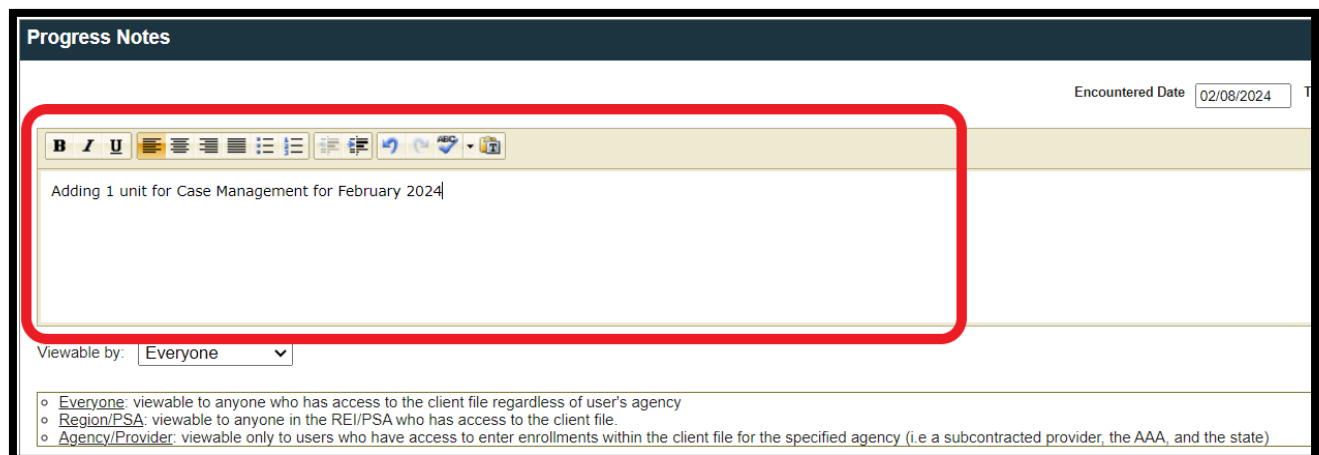 Progress Notes
Encountered Date 02/08/2024 T
B I U ABC T
Adding 1 unit for Case Management for February 2024
Viewable by: Everyone
Everyone: viewable to anyone who has access to the client file regardless of user's agency
Region/PSA: viewable to anyone in the REI/PSA who has access to the client file.
Agency/Provider: viewable only to users who have access to enter enrollments within the client file for the specified agency (i.e a subcontracted provider, the AAA, and the state)